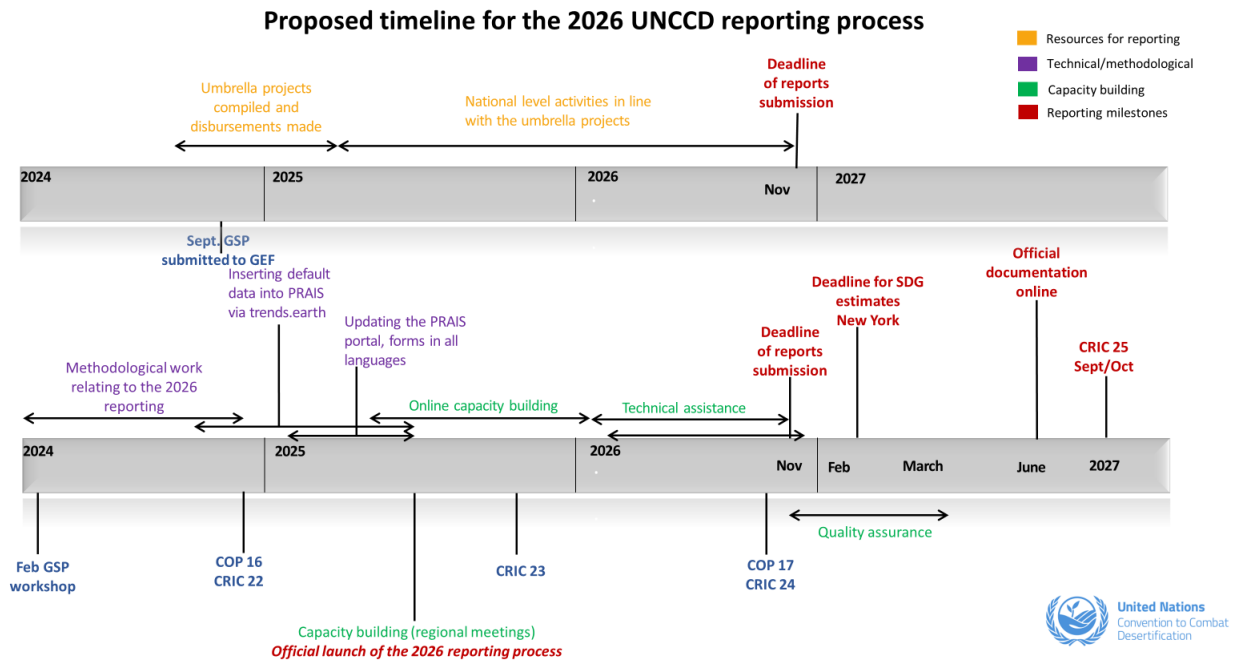 Proposed timeline for the 2026 UNCCD reporting process
Resources for reporting
Technical/methodological
Capacity building
Reporting milestones
Umbrella projects
compiled and
disbursements made
National level activities in line
with the umbrella projects
Deadline
of reports
submission
2024
2025
2026
Nov
2027
Sept. GSP
submitted to GEF
Inserting default
data into PRAIS
via trends.earth
Updating the PRAIS
portal, forms in all
languages
Methodological work
relating to the 2026
reporting
Online capacity building
Technical assistance
Deadline
of reports
submission
Deadline for SDG
estimates
New York
Official
documentation
online
CRIC 25
Sept/Oct
2024
2025
2026
Nov
Feb
March
June
2027
Feb GSP
workshop
COP 16
CRIC 22
CRIC 23
COP 17
CRIC 24
Quality assurance
Capacity building (regional meetings)
Official launch of the 2026 reporting process
United Nations
Convention to Combat
Desertification